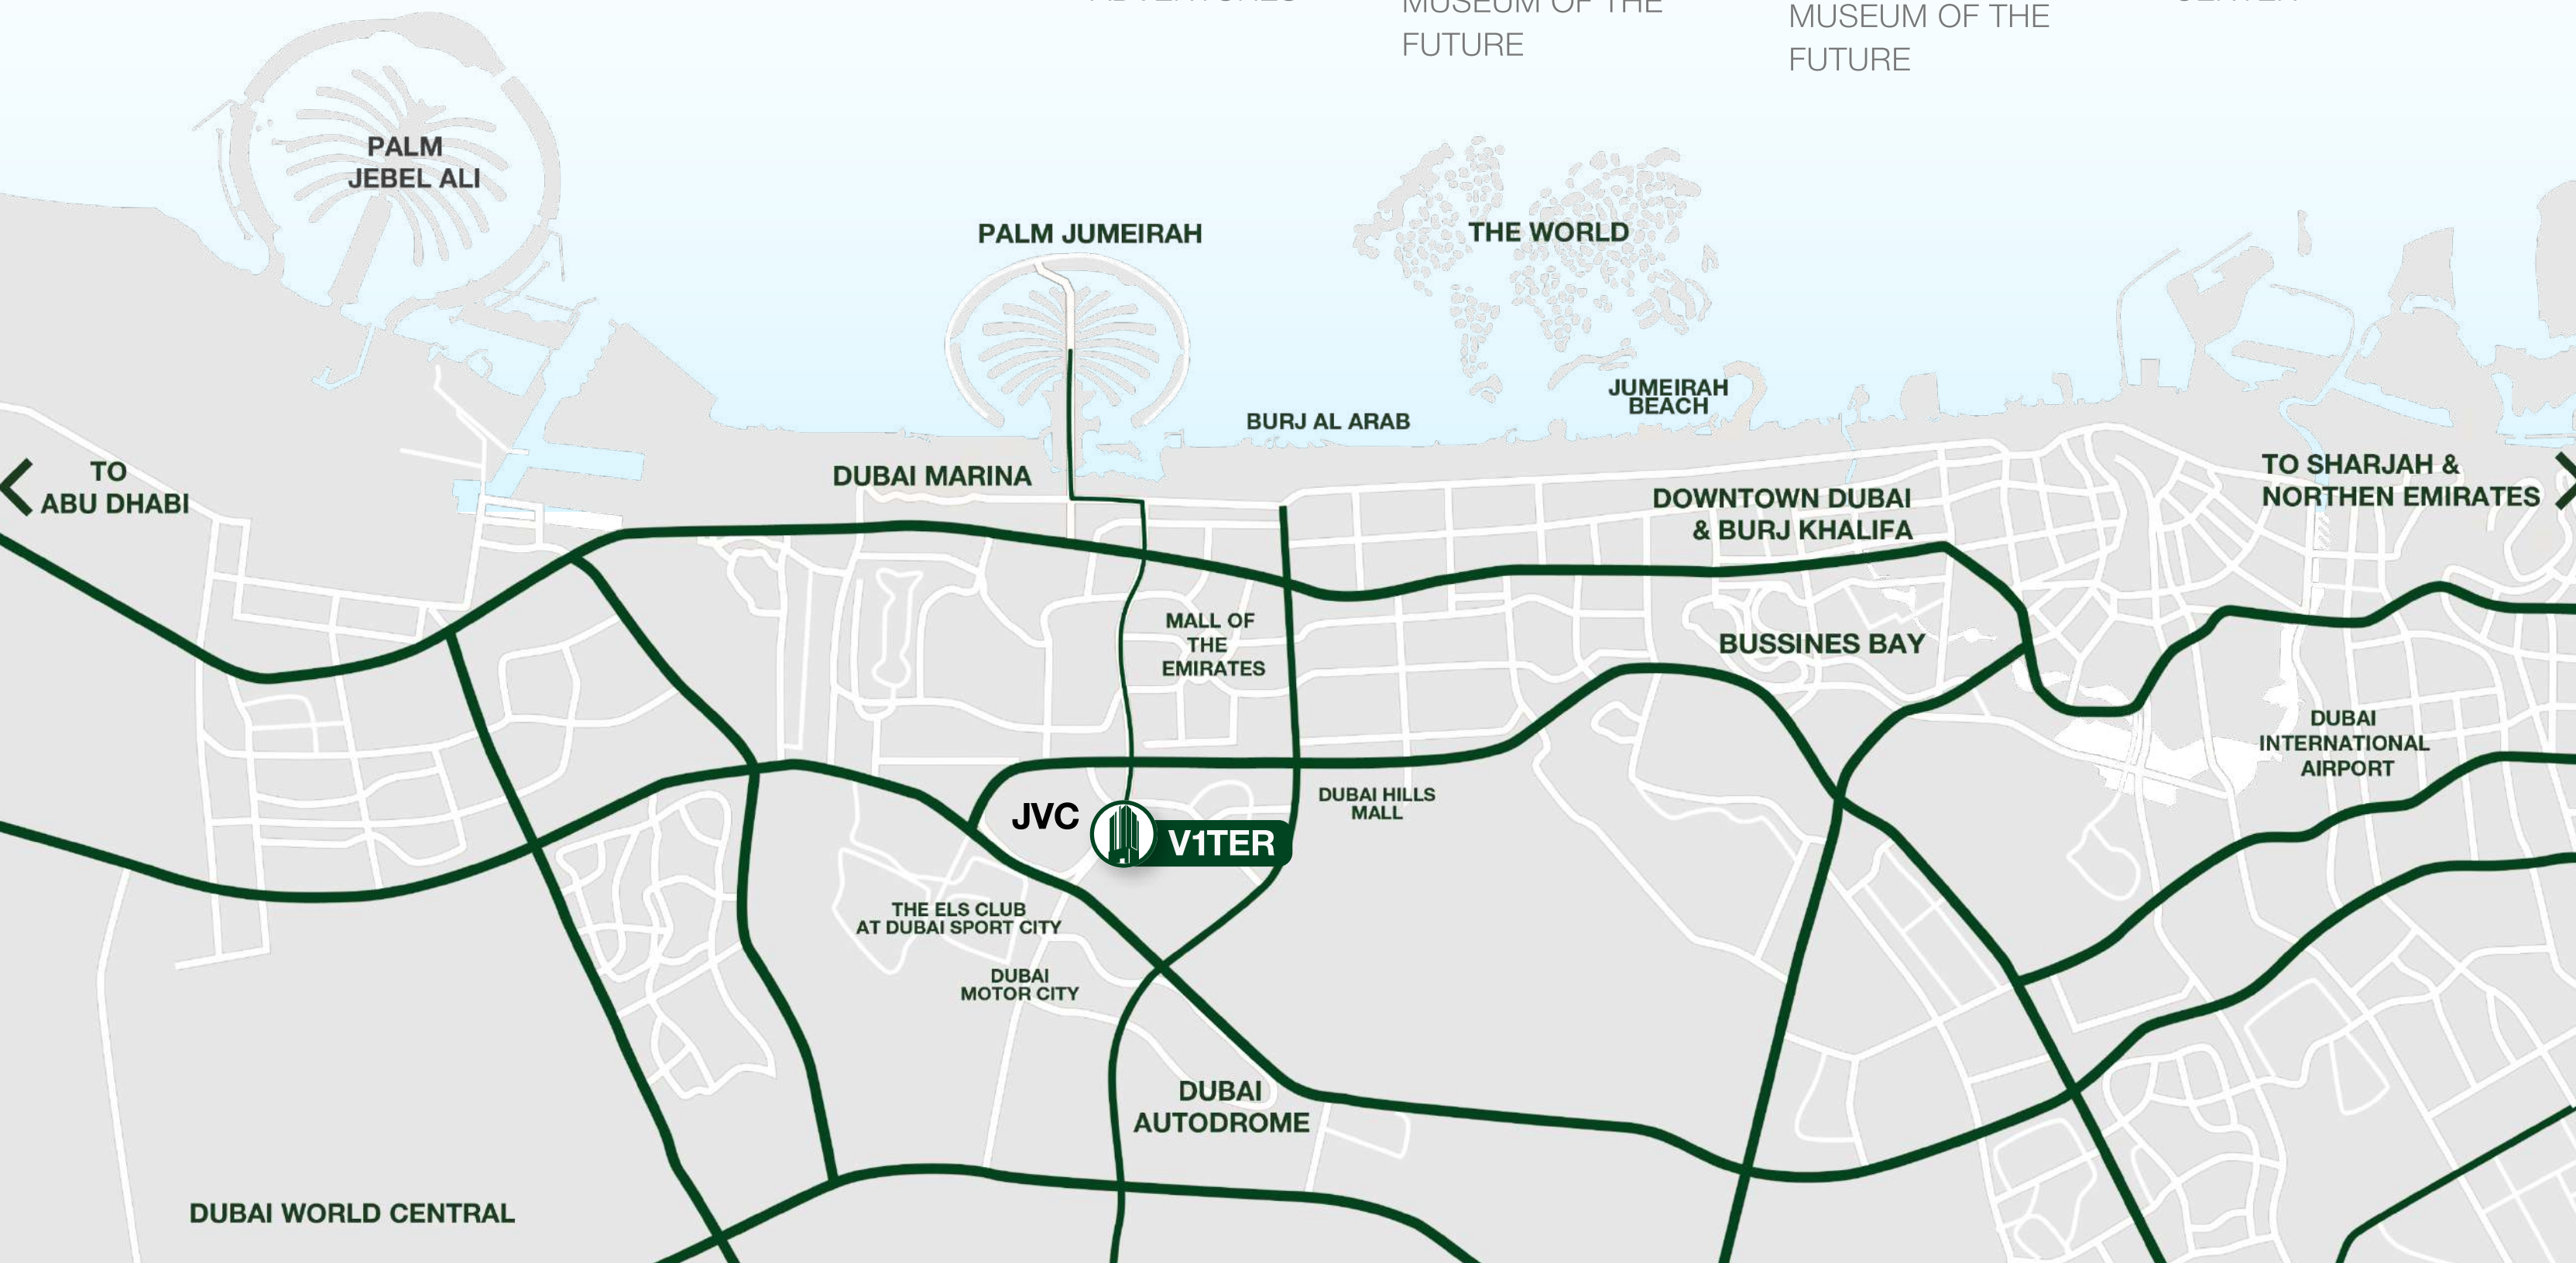 MUSEUM OF THE
FUTURE
MUSEUM OF THE
FUTURE
PALM
JEBEL ALI
PALM JUMEIRAH
THE WORLD
JUMEIRAH
BEACH
BURJ AL ARAB
TO
ABU DHABI
DUBAI MARINA
DOWNTOWN DUBAI
& BURJ KHALIFA
TO SHARJAH &
NORTHEN EMIRATES
MALL OF
THE
EMIRATES
BUSSINES BAY
DUBAI
INTERNATIONAL
AIRPORT
JVC
V1TER
DUBAI HILLS
MALL
THE ELS CLUB
AT DUBAI SPORT CITY
DUBAI
MOTOR CITY
DUBAI
AUTODROME
DUBAI WORLD CENTRAL